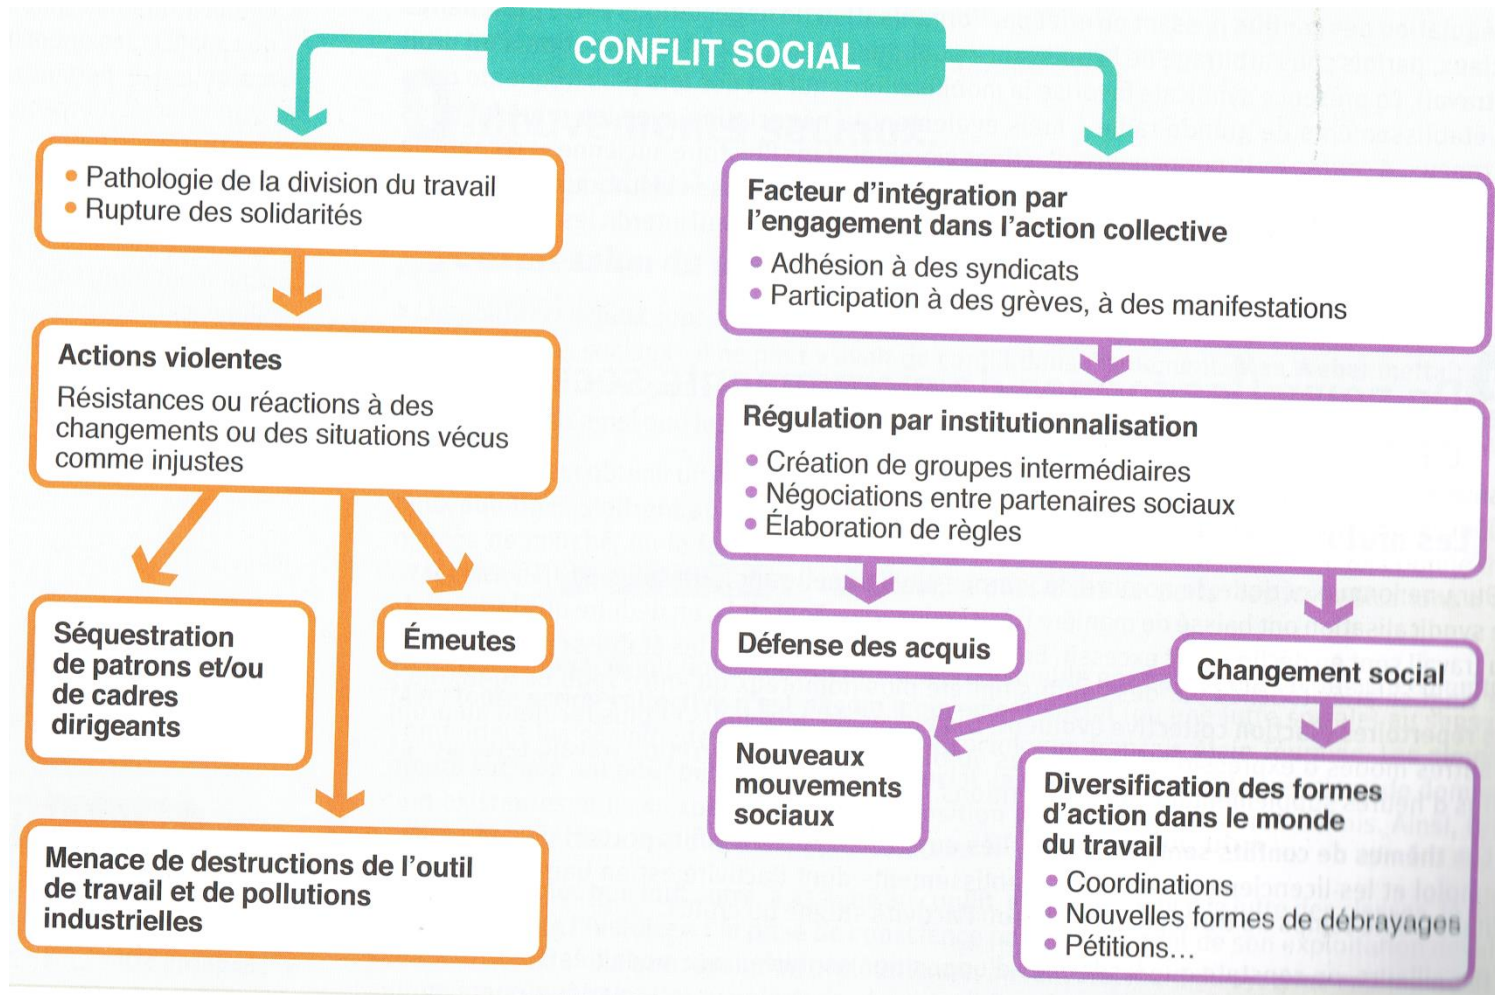 CONFLIT SOCIAL
• Pathologie de la division du travail
• Rupture des solidarités
Actions violentes
Résistances ou réactions à des
changements ou des situations vécus
comme injustes
Séquestration
de patrons et/ou
de cadres
dirigeants
Émeutes
Menace de destructions de l’outil
de travail et de pollutions
industrielles
Facteur d’intégration par
l’engagement dans l’action collective
• Adhésion à des syndicats
• Participation à des grèves, à des manifestations
Régulation par institutionnalisation
• Création de groupes intermédiaires
• Négociations entre partenaires sociaux
• Élaboration de règles
Défense des acquis
Changement social
Nouveaux
mouvements
sociaux
Diversification des formes
d’action dans le monde
du travail
• Coordinations
• Nouvelles formes de débrayages
• Pétitions…